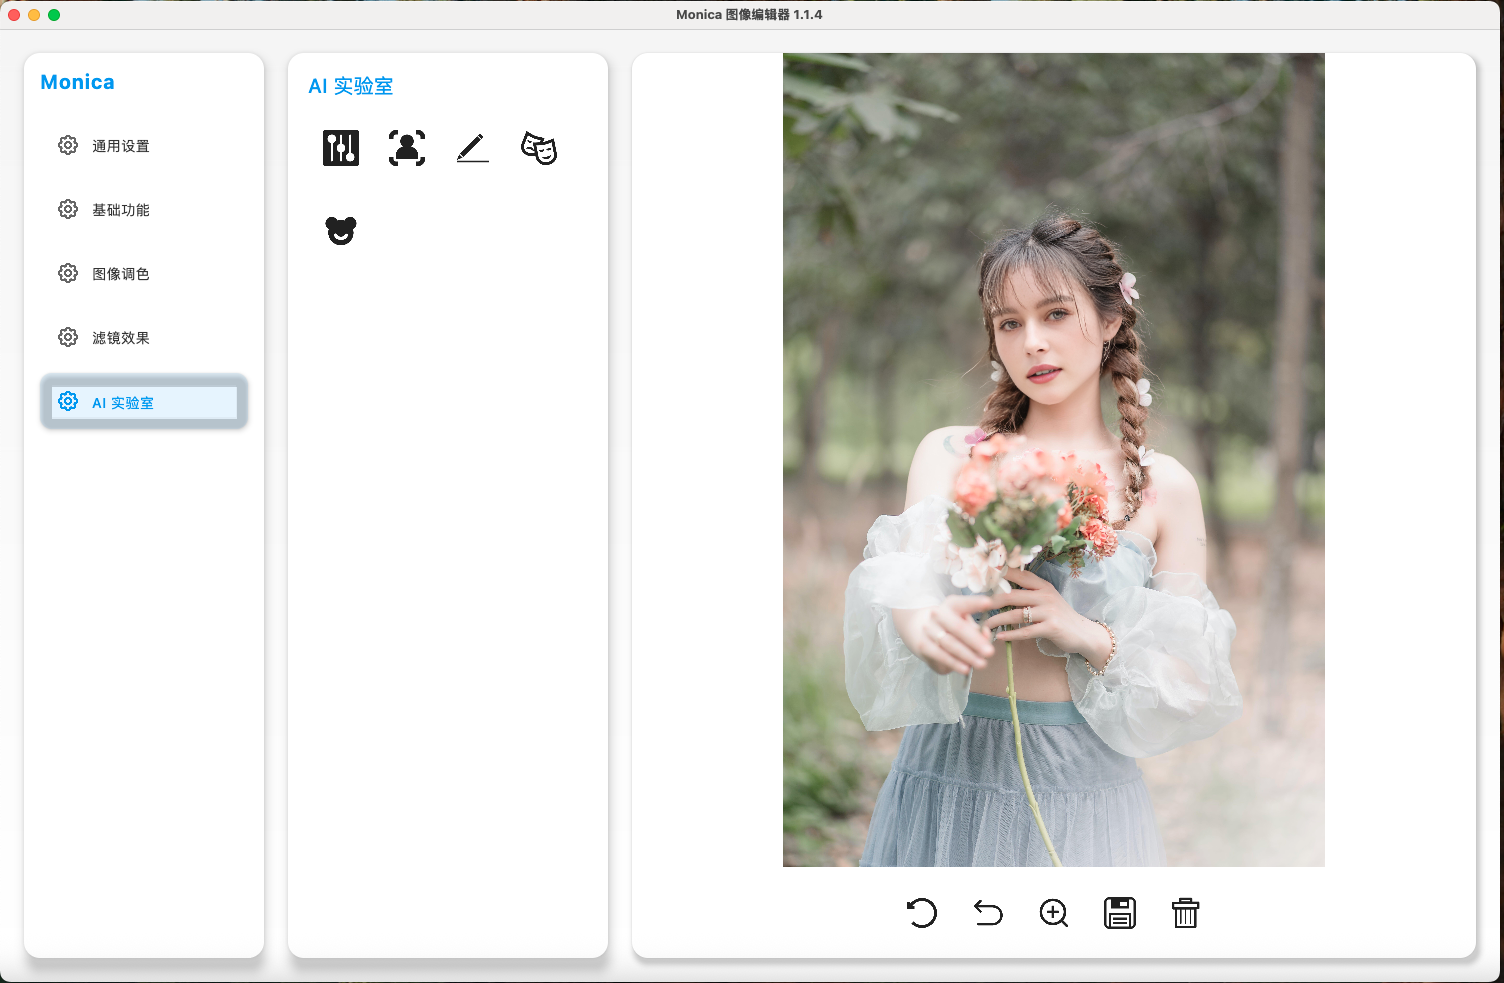 Monica 图像编辑器 1.1.4
Monica
通用设置
基础功能
图像调色
滤镜效果
AI 实验室
AI 实验室